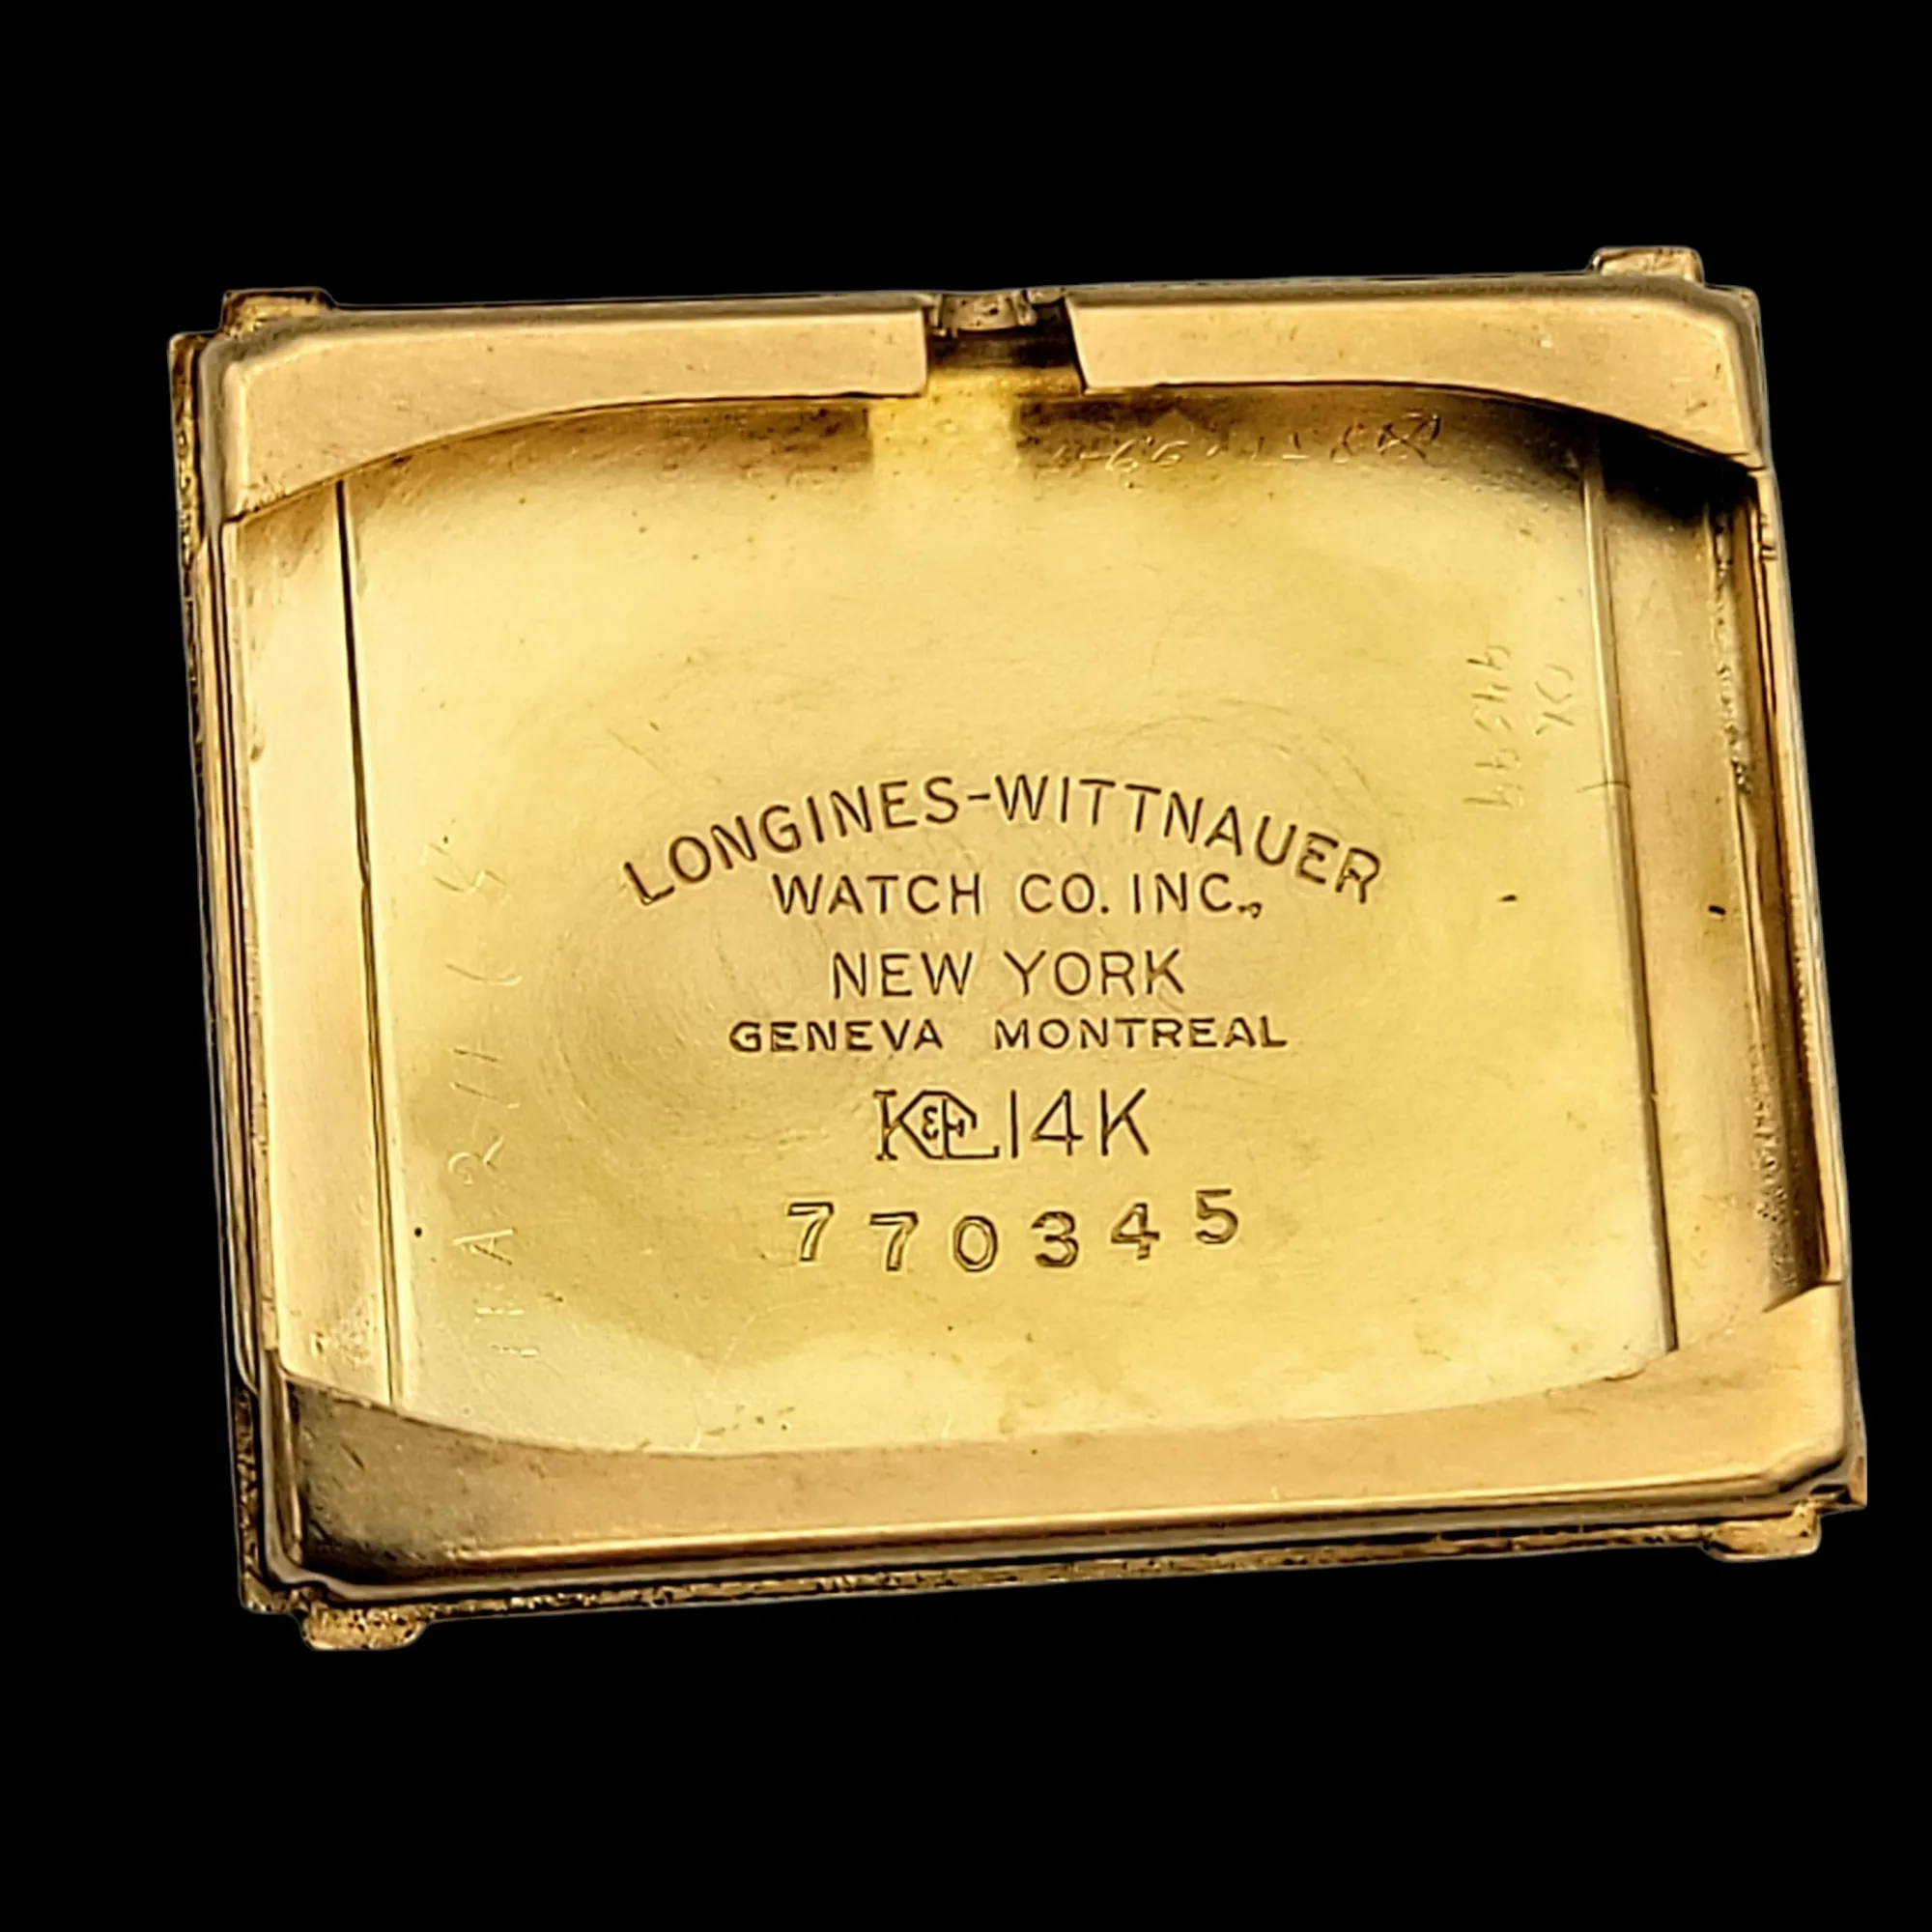 LONGINES-WITTNAUER
WATCH CO. INC.,
NEW YORK
GENEVA MONTREAL
K&E 14K
770345